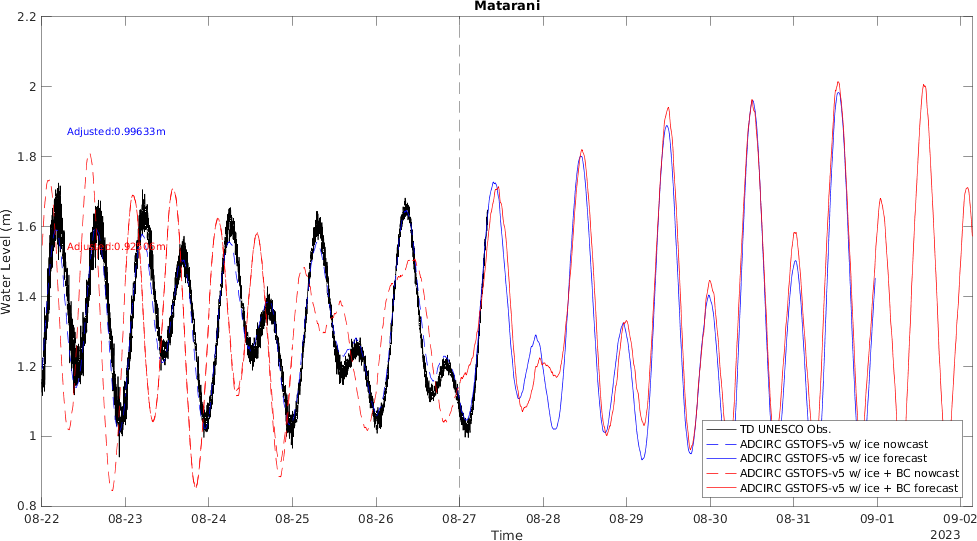 Matarani
2.2
2
1.8
1.6
1.4
1.2
1
0.8
Water Level (m)
Adjusted:0.99633m
08-22
08-23
08-24
08-25
08-26
08-27
08-28
08-29
08-30
08-31
09-01
09-02
2023
Time
TD UNESCO Obs.
ADCIRC GSTOFS-v5 w/ ice nowcast
ADCIRC GSTOFS-v5 w/ ice forecast
ADCIRC GSTOFS-v5 w/ ice + BC nowcast
ADCIRC GSTOFS-v5 w/ ice + BC forecast